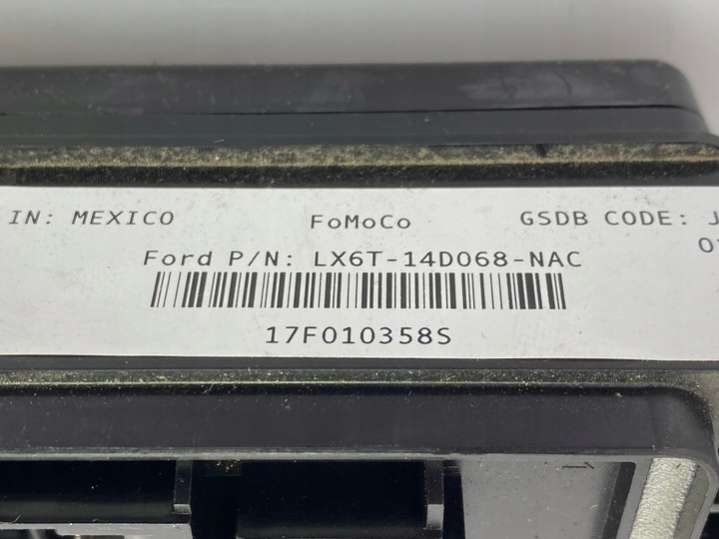 IN: MEXICO FoMoCo GSDB CODE: J
Ford P/N: LX6T-14D068-NAC
17F010358S